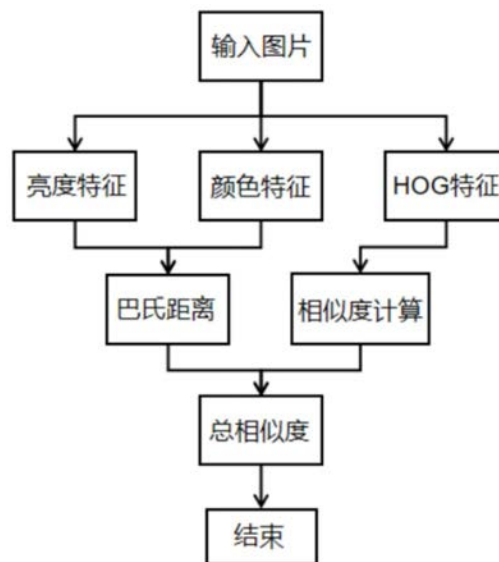 输入图片
亮度特征
颜色特征
HOG特征
巴氏距离
相似度计算
总相似度
结束